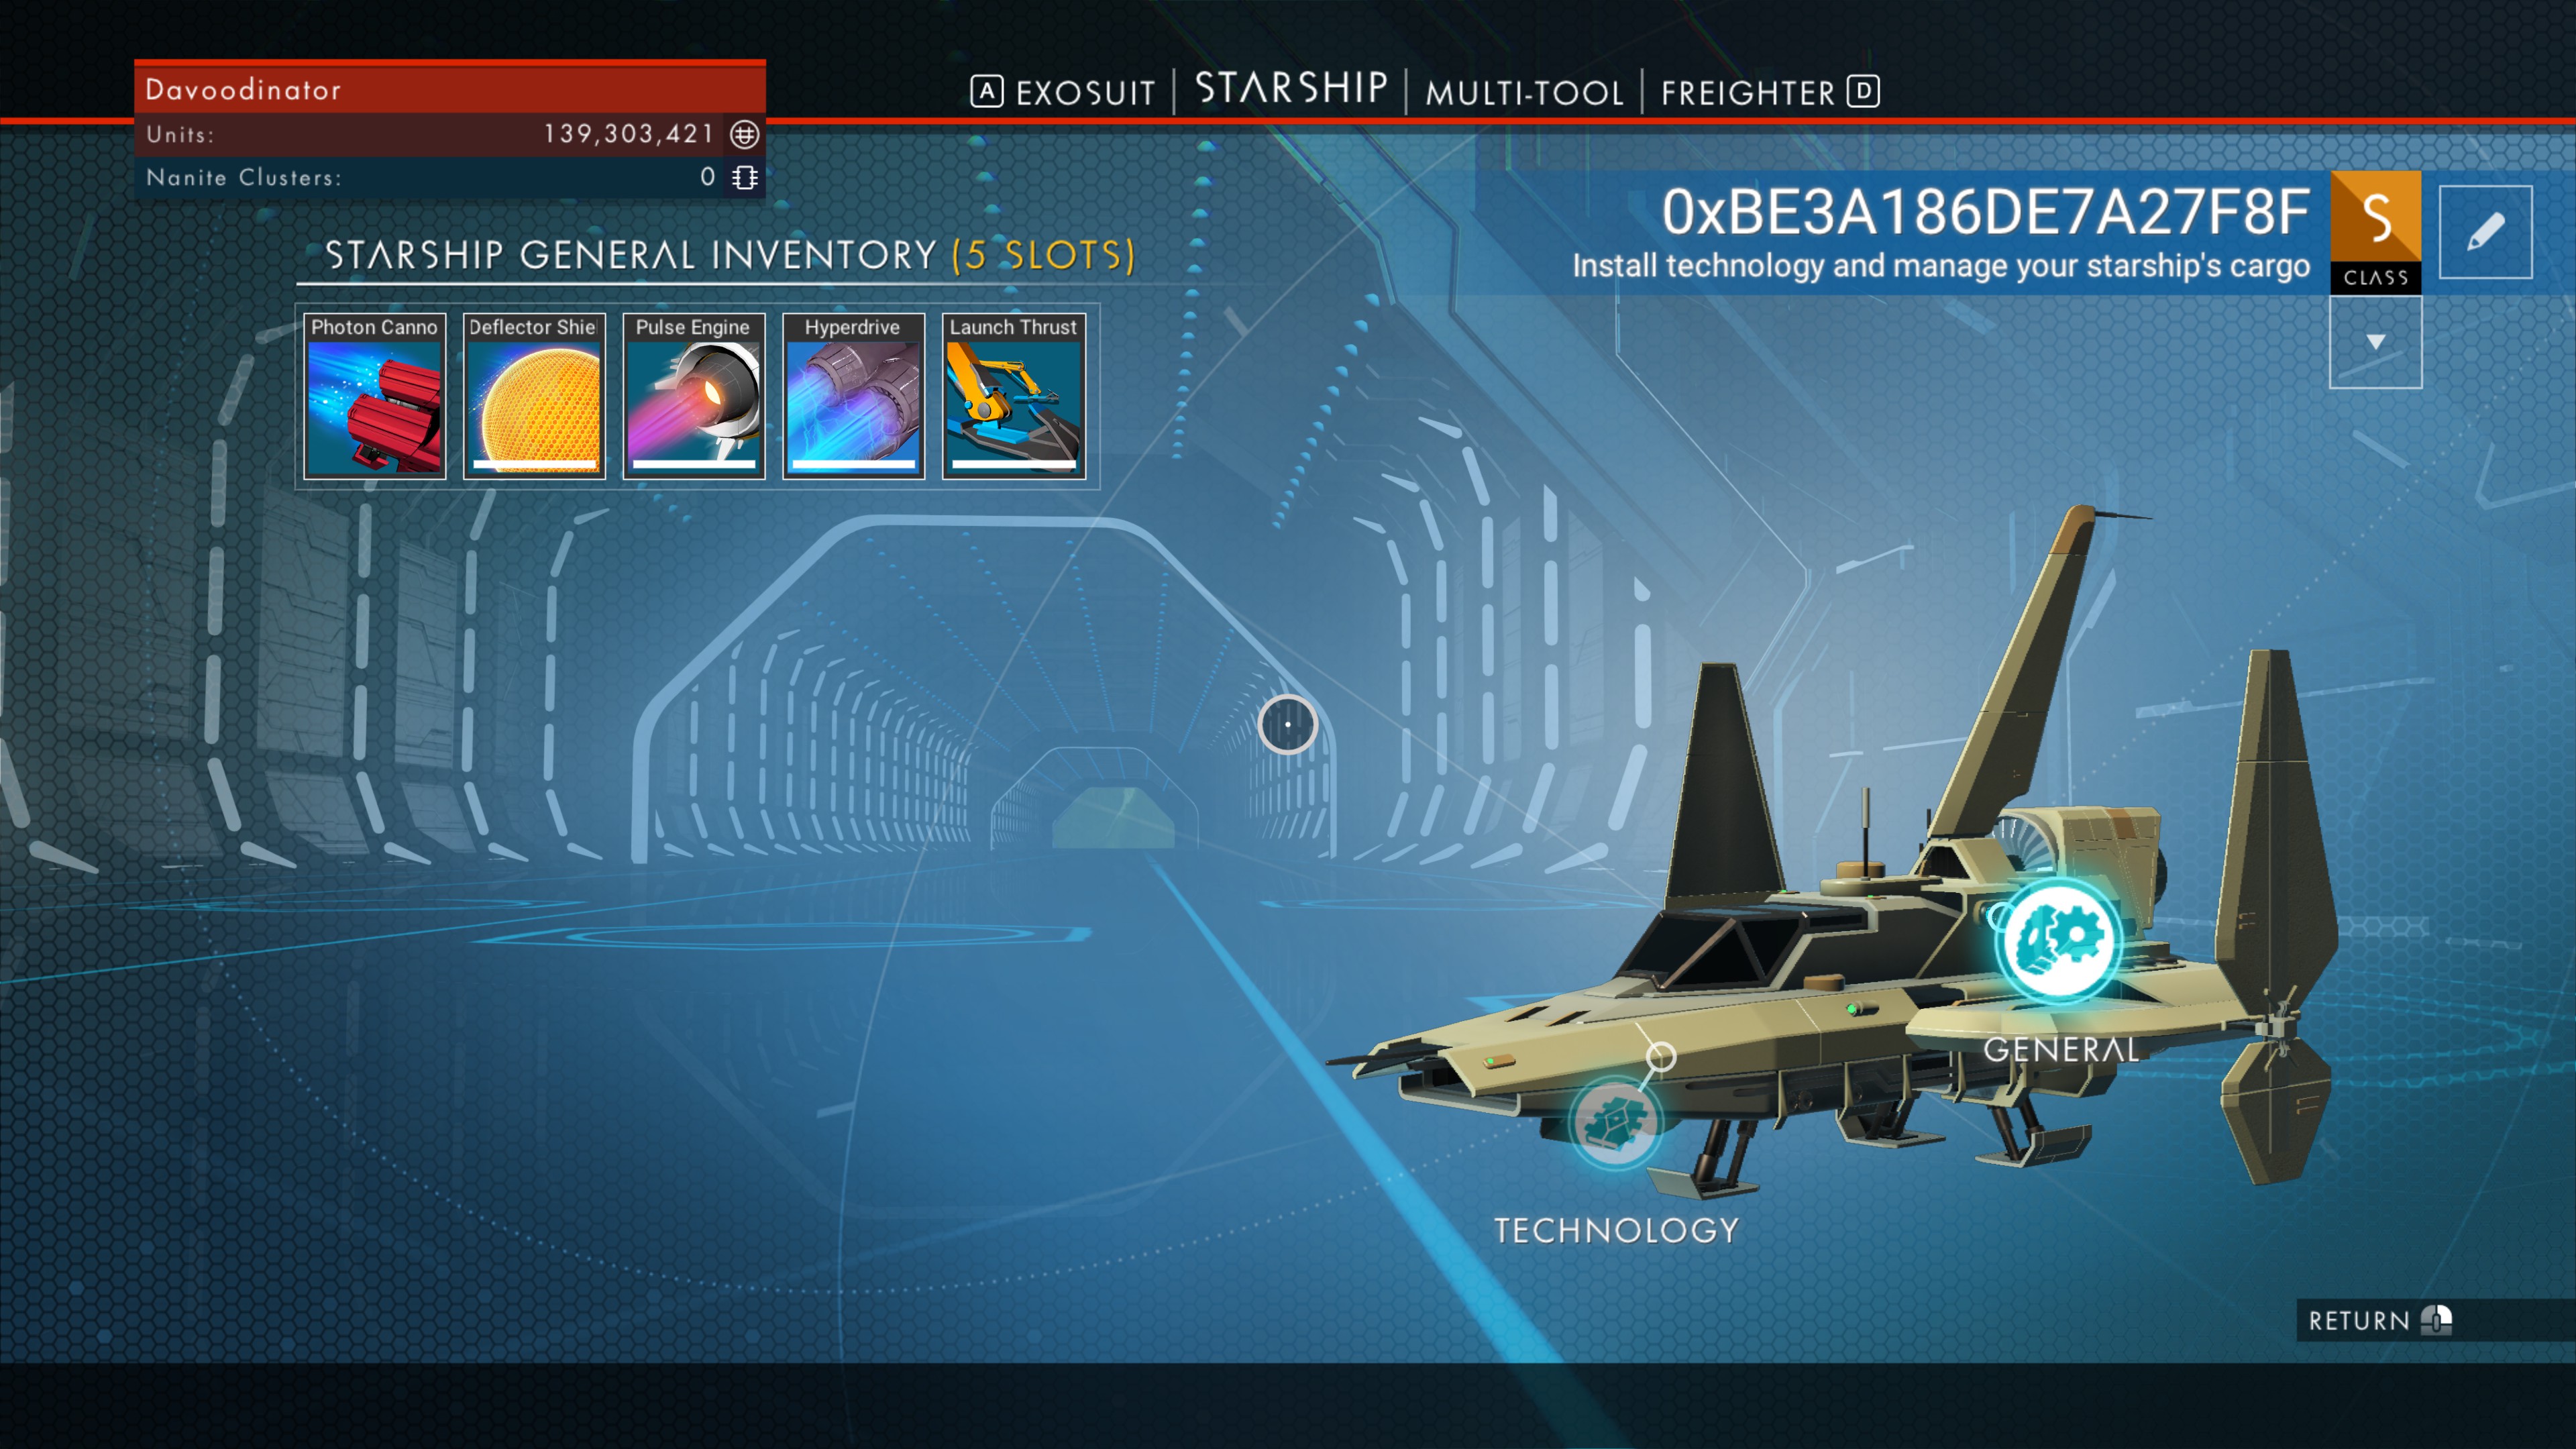 Davoodinator
Units: 139,303,421
Nanite Clusters: 0
A EXOSUIT STARSHIP MULTI-TOOL FREIGHTER D
0xBE3A186DE7A27F8F
Install technology and manage your starship's cargo
S
CLASS
STARSHIP GENERAL INVENTORY (5 SLOTS)
Photon Canno Deflector Shie Pulse Engine Hyperdrive Launch Thrust
GENERAL
TECHNOLOGY
RETURN